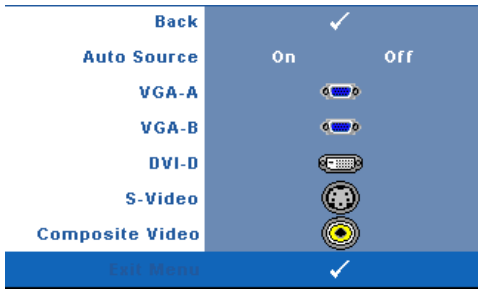 Back
Auto Source On Off
VGA-A
VGA-B
DVI-D
S-Video
Composite Video
Exit Menu